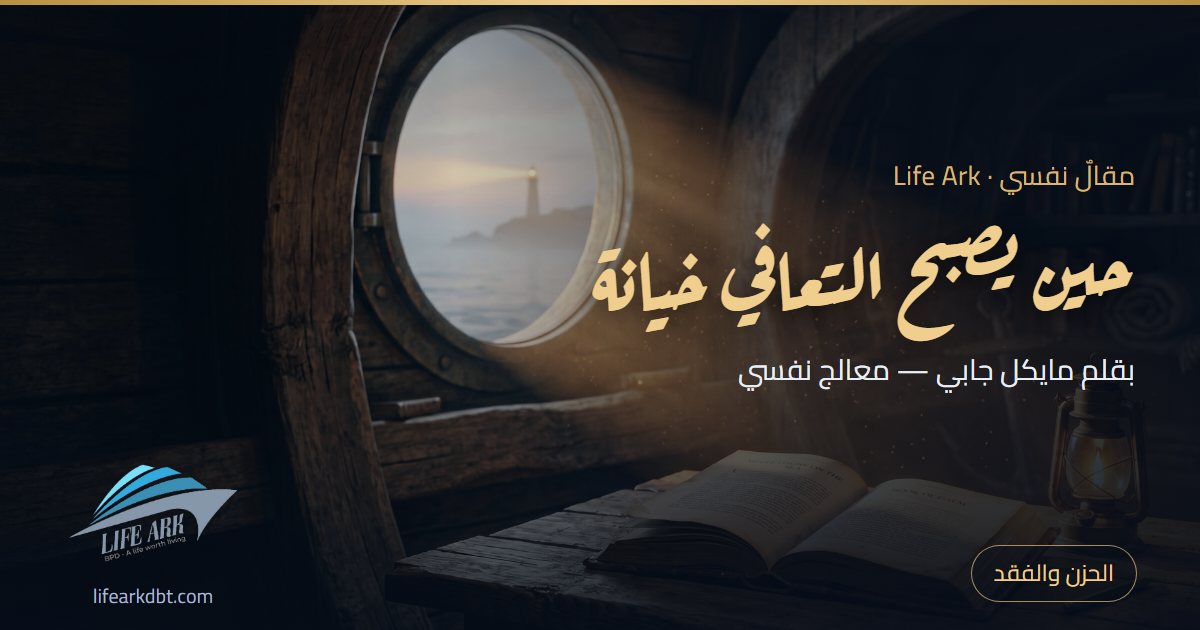 مقالٌ نفسي · Life Ark
حين يصبح التعافي خيانة
بقلم مايكل جابي — معالج نفسي
LIFE ARK
BPD - A life worth living
lifearkdbt.com
الحزن والفقد